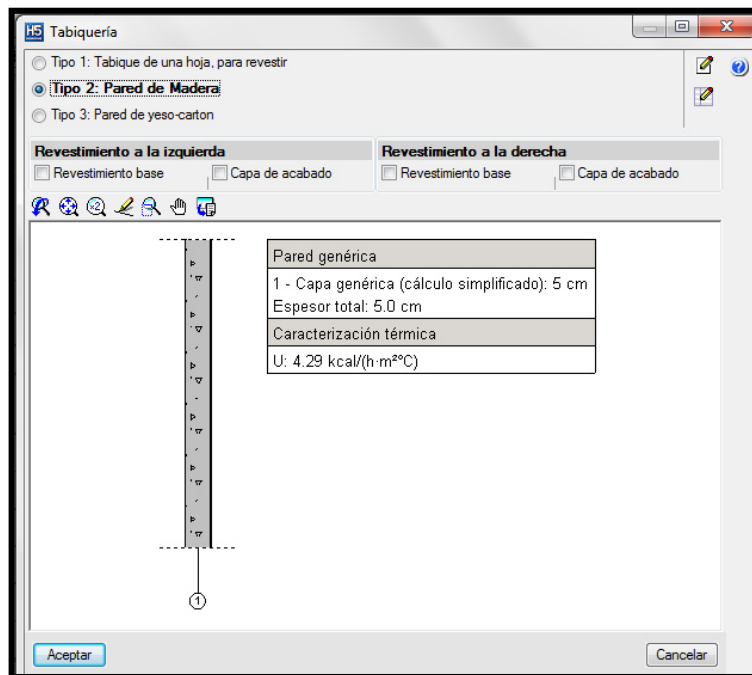 H5 Tabiquería
Tipo 1: Tabique de una hoja, para revestir
Tipo 2: Pared de Madera
Tipo 3: Pared de yeso-carton
Revestimiento a la izquierda
Revestimiento base Capa de acabado
Revestimiento a la derecha
Revestimiento base Capa de acabado
Pared genérica
1 - Capa genérica (cálculo simplificado): 5 cm
Espesor total: 5.0 cm
Caracterización térmica
U: 4.29 kcal/(h·m²°C)
1
Aceptar Cancelar